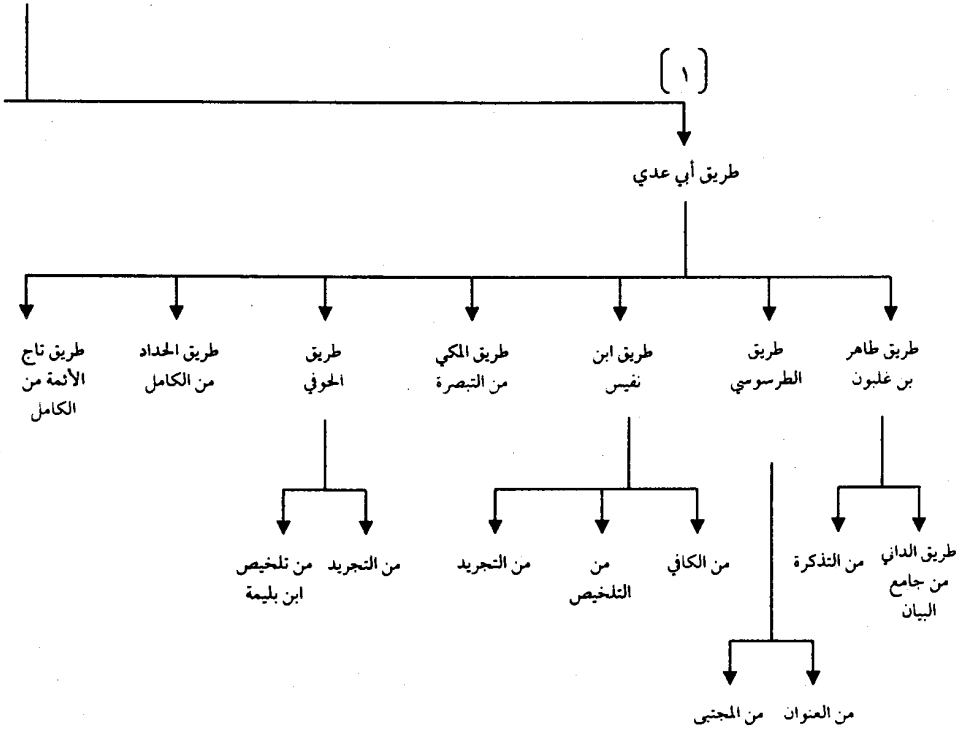 (١)
طريق أبي عدي
طريق طاهر
بن غلبون
طريق
الطرسوسي
طريق ابن
نفيس
طريق المكي
من التبصرة
طريق
الحوفي
طريق الحداد
من الكامل
طريق تاج
الأئمة من
الكامل
طريق الداني
من جامع
البيان
من التذكرة
من الكافي
من
التلخيص
من التجريد
من التجريد
من تلخيص
ابن بليمة
من العنوان
من المجتبى